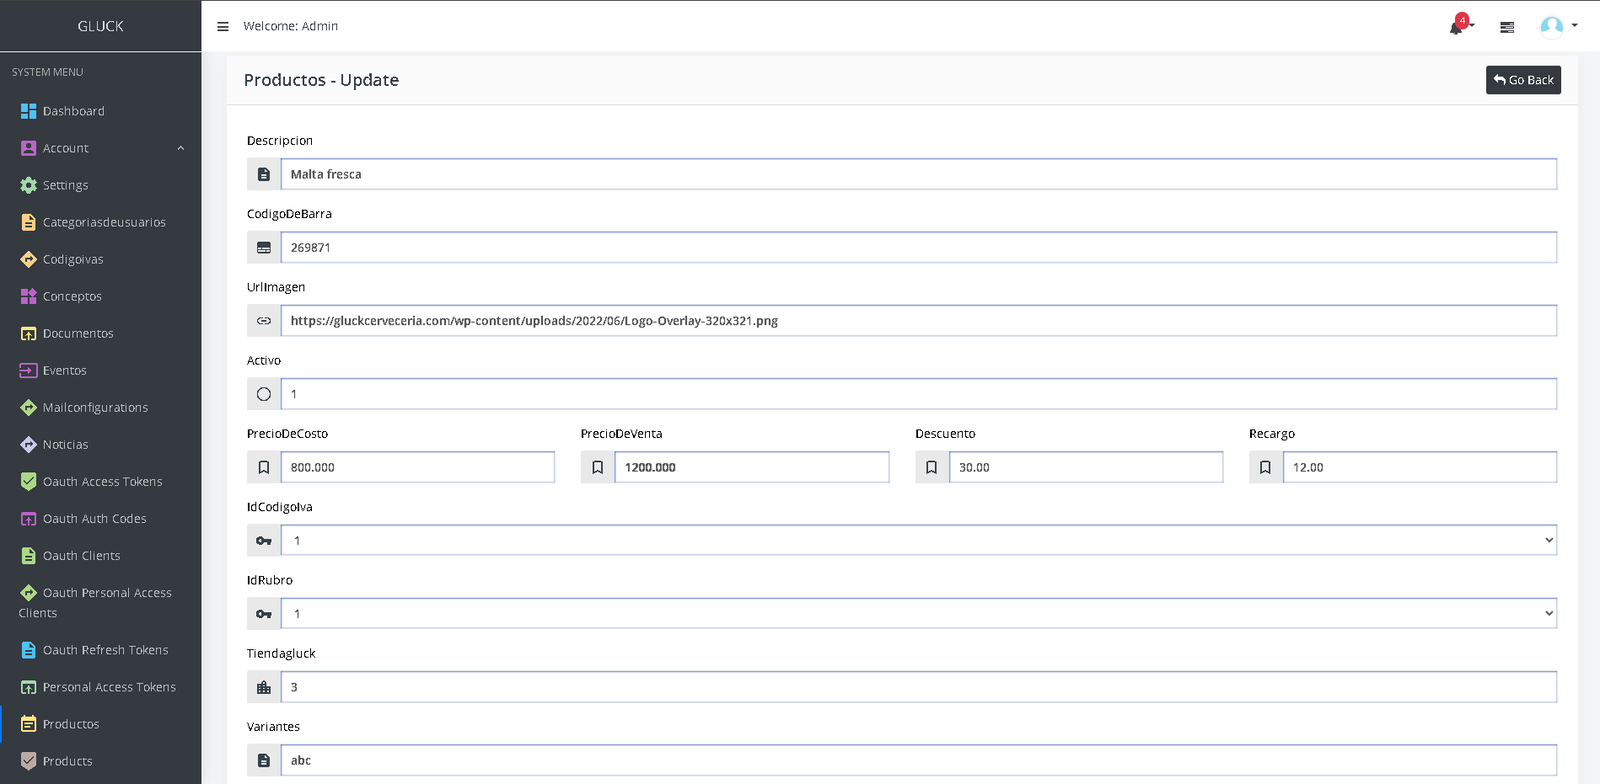 GLUCK
Welcome: Admin
4
SYSTEM MENU
Dashboard
Account
Settings
Categoriasdeusuarios
Codigoivas
Conceptos
Documentos
Eventos
Mailconfigurations
Noticias
Oauth Access Tokens
Oauth Auth Codes
Oauth Clients
Oauth Personal Access
Clients
Oauth Refresh Tokens
Personal Access Tokens
Productos
Products
Productos - Update
Go Back
Descripcion
Malta fresca
CodigoDeBarra
269871
UrlImagen
https://gluckcerveceria.com/wp-content/uploads/2022/06/Logo-Overlay-320x321.png
Activo
1
PrecioDeCosto PrecioDeVenta Descuento Recargo
800.000 1200.000 30.00 12.00
IdCodigoIva
1
IdRubro
1
Tiendagluck
3
Variantes
abc